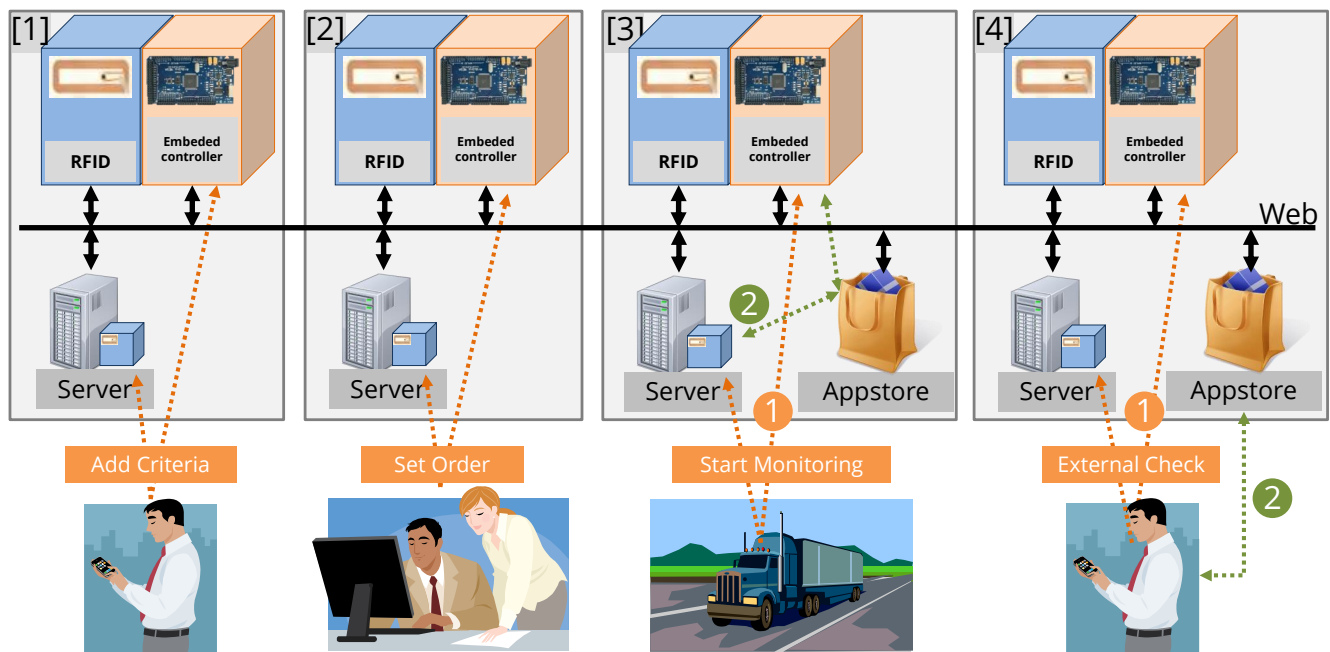 [1]
RFID
Embeded
controller
Server
Add Criteria
[2]
RFID
Embeded
controller
Server
Set Order
[3]
RFID
Embeded
controller
2
Server
1
Appstore
Start Monitoring
[4]
RFID
Embeded
controller
Web
Server
1
Appstore
External Check
2